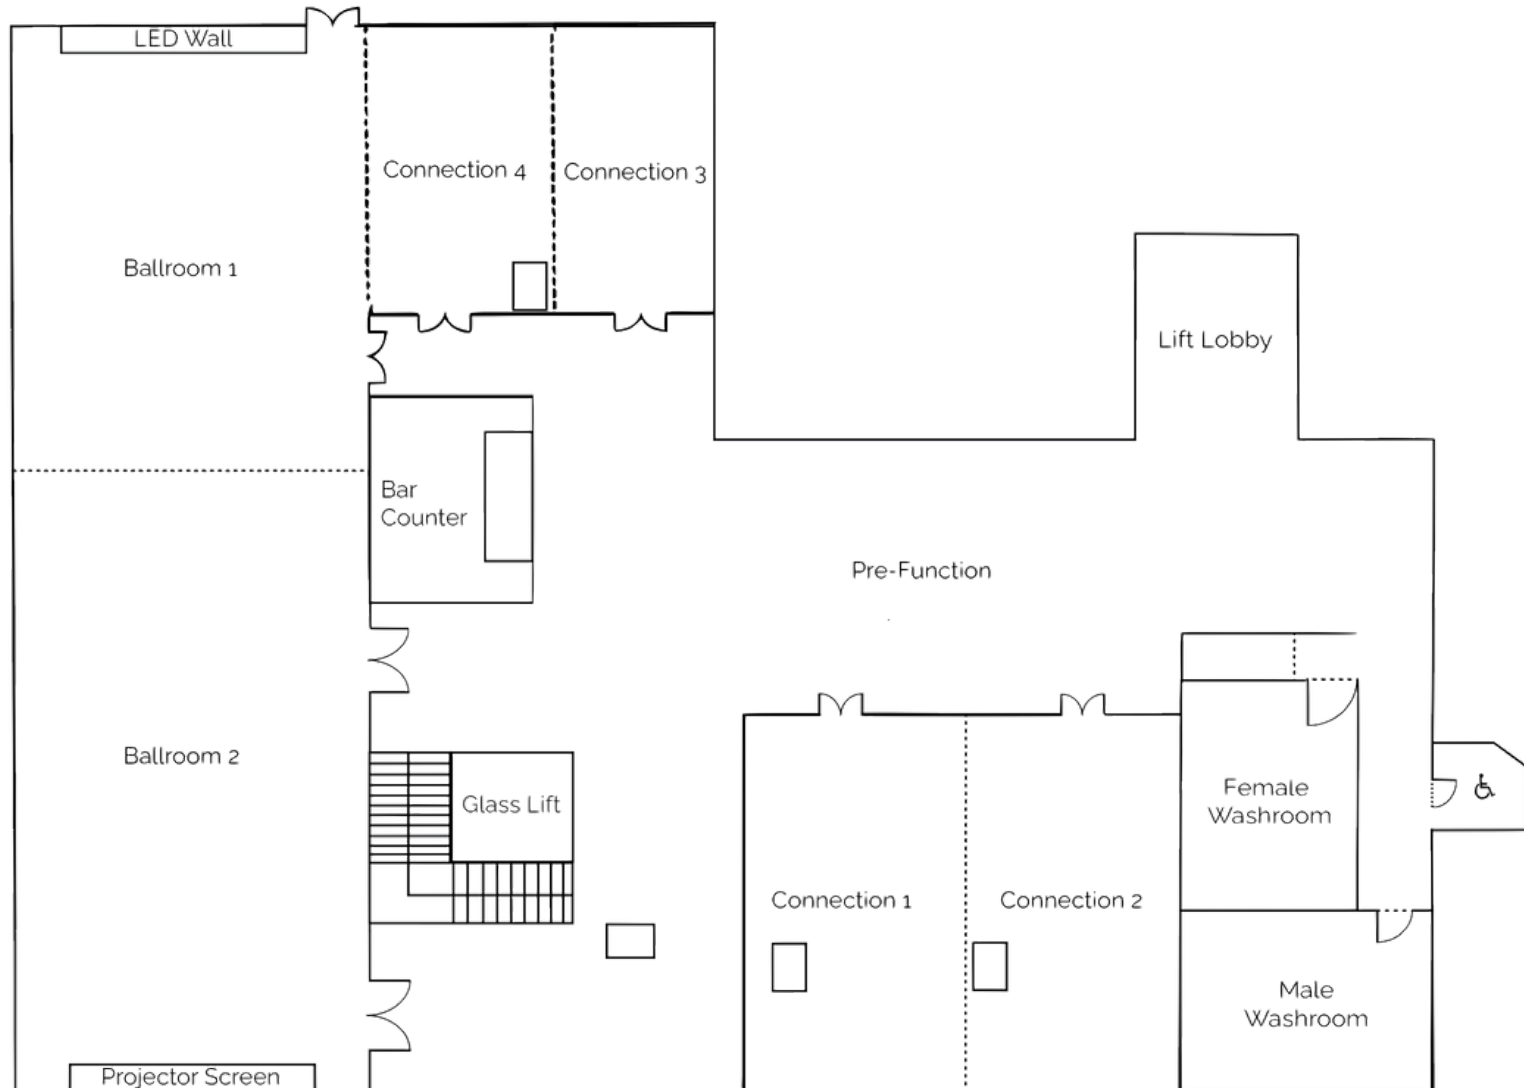 LED Wall
Connection 4
Connection 3
Ballroom 1
Lift Lobby
Bar
Counter
Pre-Function
Ballroom 2
Glass Lift
Female
Washroom
Connection 1
Connection 2
Male
Washroom
Projector Screen